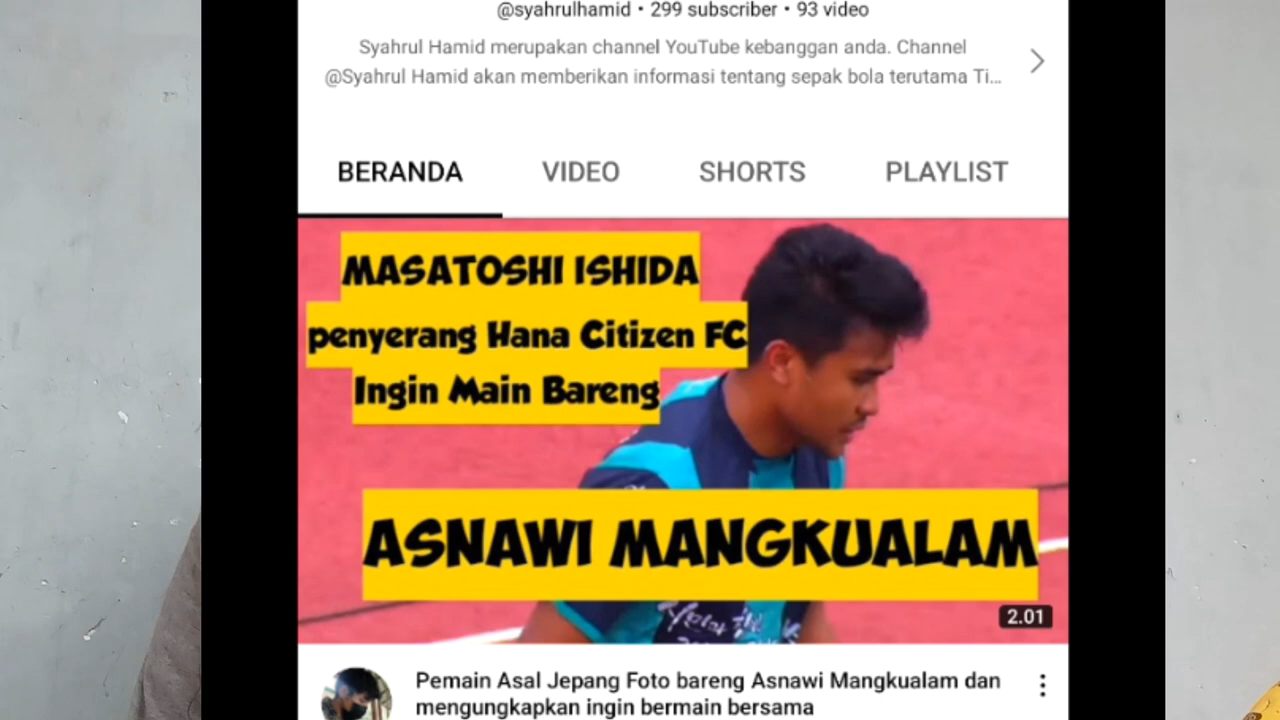 @syahrulhamid • 299 subscriber • 93 video
Syahrul Hamid merupakan channel YouTube kebanggan anda. Channel
@Syahrul Hamid akan memberikan informasi tentang sepak bola terutama Ti...
BERANDA VIDEO SHORTS PLAYLIST
MASATOSHI ISHIDA
penyerang Hana Citizen FC
Ingin Main Bareng
ASNAWI MANGKUALAM
2.01
Pemain Asal Jepang Foto bareng Asnawi Mangkualam dan
mengungkapkan ingin bermain bersama